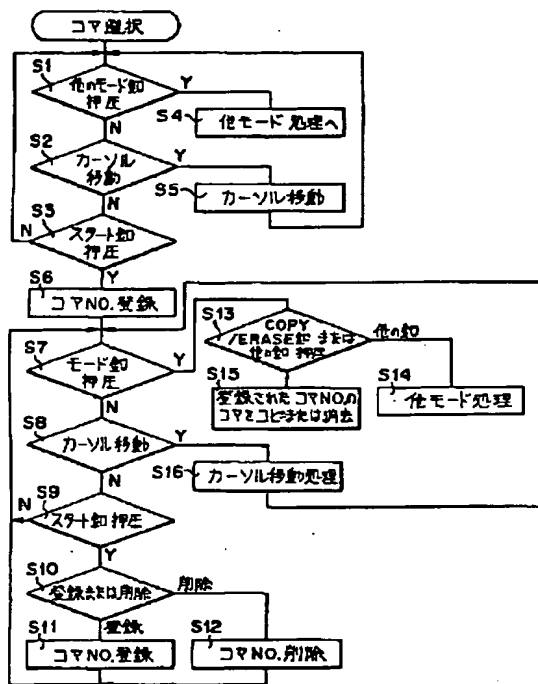 コマ選択
S1
他のモード釦
押圧
Y
N
S4
他モード処理へ
S2
カーソル
移動
Y
N
S5
カーソル移動
S3
スタート釦
押圧
N
Y
S6
コマNO.登録
S7
モード釦
押圧
Y
N
S13
COPY
/ERASE釦または
他の釦押圧
他の釦
S15
登録されたコマNO.の
コマをコピーまたは消去
S14
他モード処理
S8
カーソル移動
Y
N
S16
カーソル移動処理
S9
スタート釦押圧
N
Y
S10
登録または削除
削除
登録
S11
コマNO.登録
S12
コマNO.削除